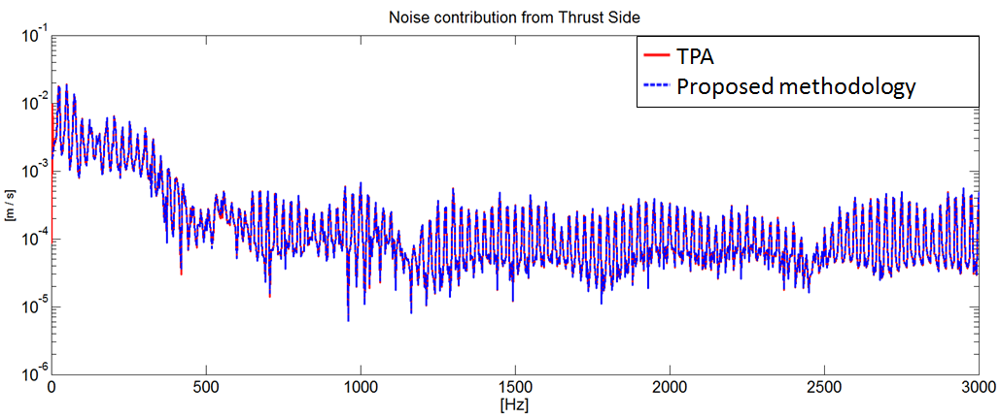 Noise contribution from Thrust Side
TPA
Proposed methodology
[m / s]
10-1
10-2
10-3
10-4
10-5
10-6
0 500 1000 1500 2000 2500 3000
[Hz]